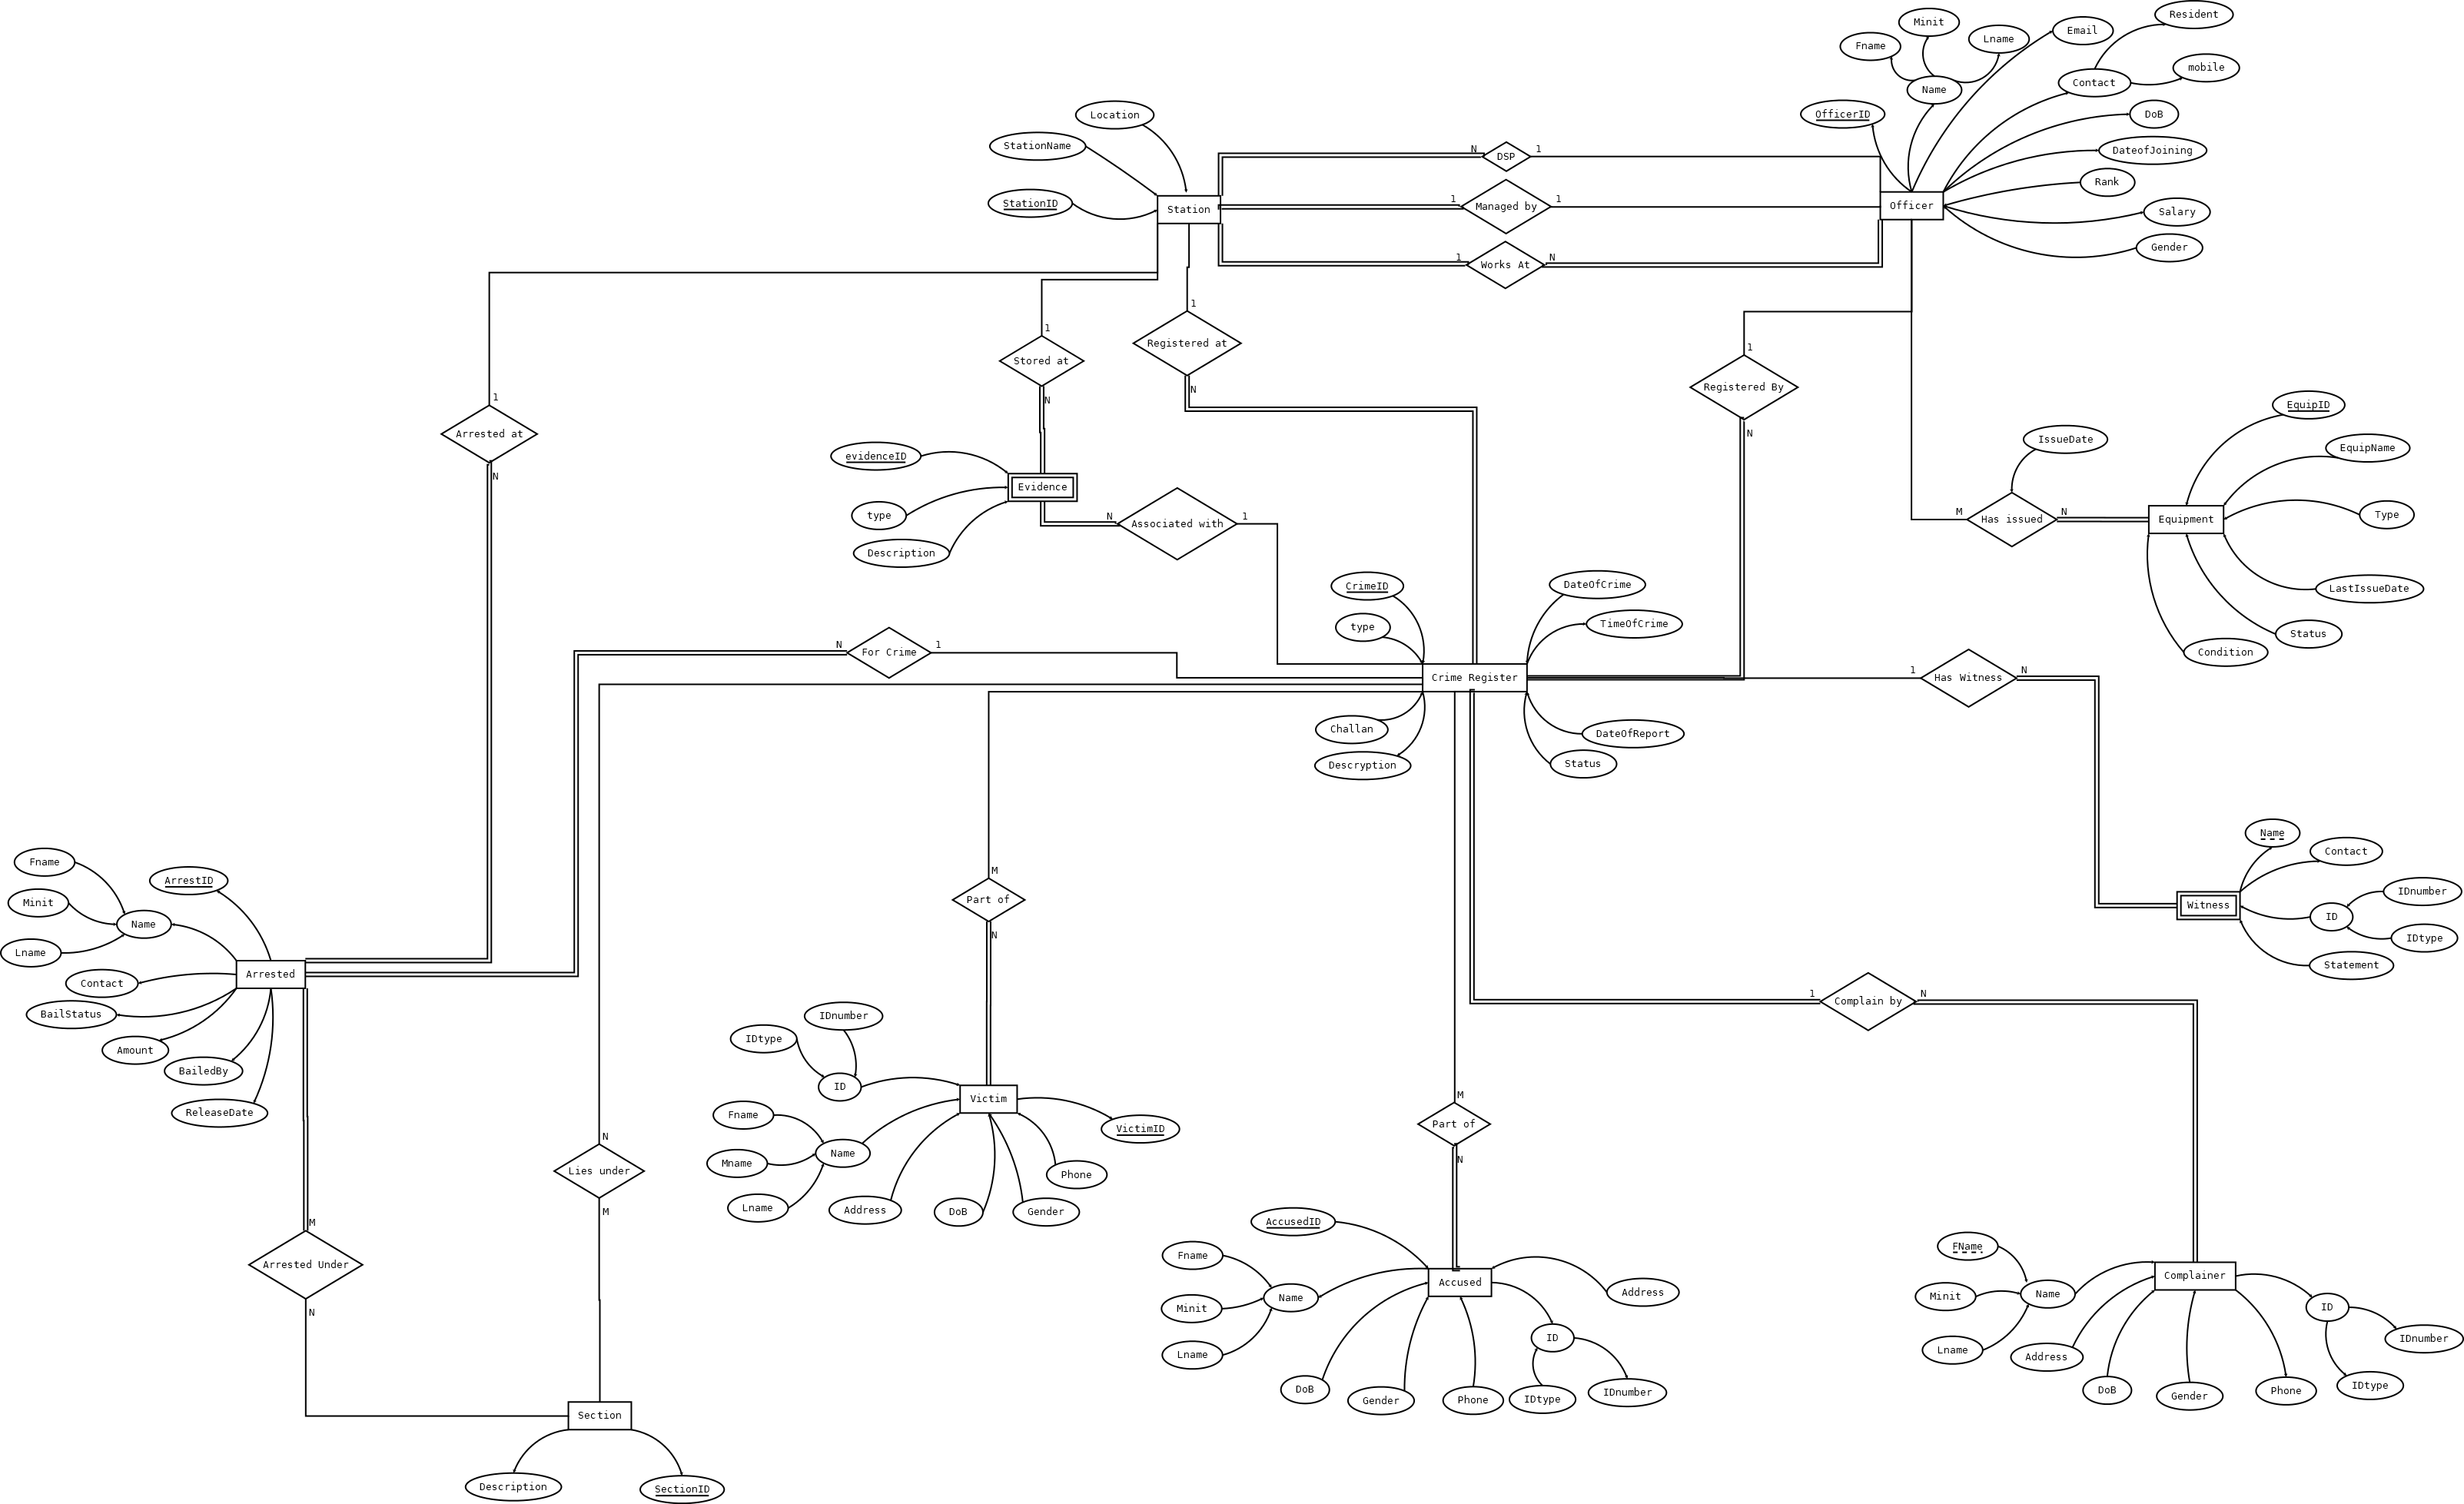 Resident
Minit
Email
Lname
Fname
mobile
Contact
Name
OfficerID
DoB
Location
StationName
DateofJoining
N
DSP
1
Rank
StationID
Station
1
Managed by
1
Officer
Salary
Gender
1
Works At
N
1
1
Registered at
1
Stored at
Registered By
N
N
1
Arrested at
N
EquipID
N
IssueDate
EquipName
evidenceID
Evidence
type
Description
N
Associated with
1
M
Has issued
N
Equipment
Type
CrimeID
DateOfCrime
LastIssueDate
type
TimeOfCrime
Status
N
For Crime
1
Condition
Crime Register
1
Has Witness
N
Challan
DateOfReport
Descryption
Status
Name
Contact
Fname
ArrestID
M
Part of
N
IDnumber
Minit
Witness
ID
Name
IDtype
Lname
Statement
Arrested
Contact
1
Complain by
N
BailStatus
IDnumber
IDtype
Amount
BailedBy
ID
Victim
M
ReleaseDate
Fname
VictimID
Part of
N
Lies under
M
N
Name
Mname
Phone
Lname
Address
DoB
Gender
M
Arrested Under
N
AccusedID
Fname
FName
Accused
Complainer
Name
Address
Minit
Name
Minit
ID
ID
IDnumber
Lname
Lname
Address
DoB
Gender
Phone
IDtype
IDnumber
DoB
Gender
Phone
IDtype
Section
Description
SectionID